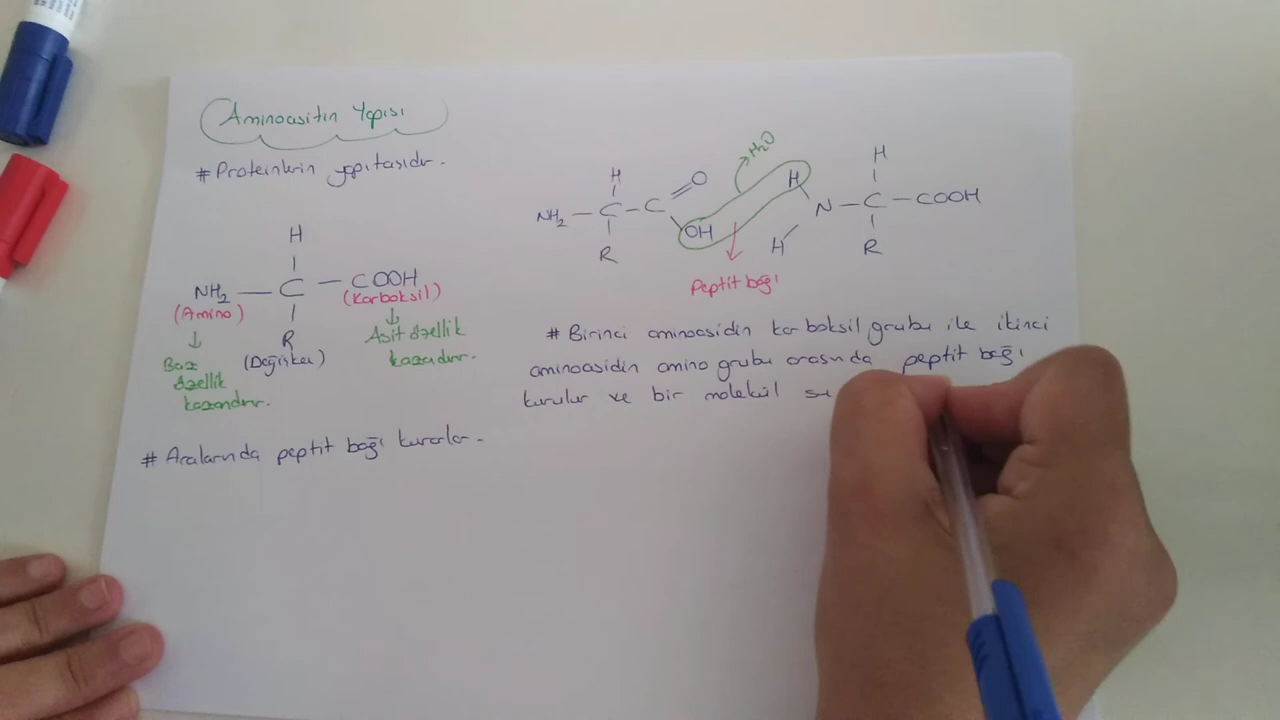 Aminoasitin Yapısı
#Proteinlerin yapıtaşıdır.
H
NH2 — C — COOH
(Amino)
(Karboksil)
R
(Değişken)
Baz
özellik
kazandırır.
Asit özellik
kazandırır.
# Aralarında peptit bağı kurarlar.
H2O
H
O
H
H
NH2 — C — C
OH
N — C — COOH
R
H
R
Peptit bağı
# Birinci aminoasidin karboksil grubu ile ikinci
aminoasidin amino grubu arasında peptit bağı
kurulur ve bir molekül su